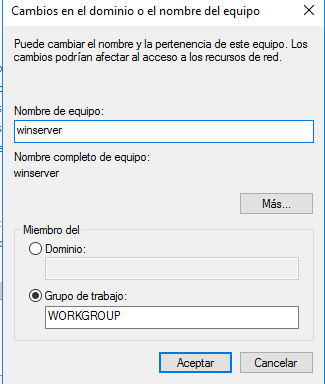 Cambios en el dominio o el nombre del equipo
Puede cambiar el nombre y la pertenencia de este equipo. Los
cambios podrían afectar al acceso a los recursos de red.
Nombre de equipo:
winserver
Nombre completo de equipo:
winserver
Más...
Miembro del
Dominio:
Grupo de trabajo:
WORKGROUP
Aceptar
Cancelar